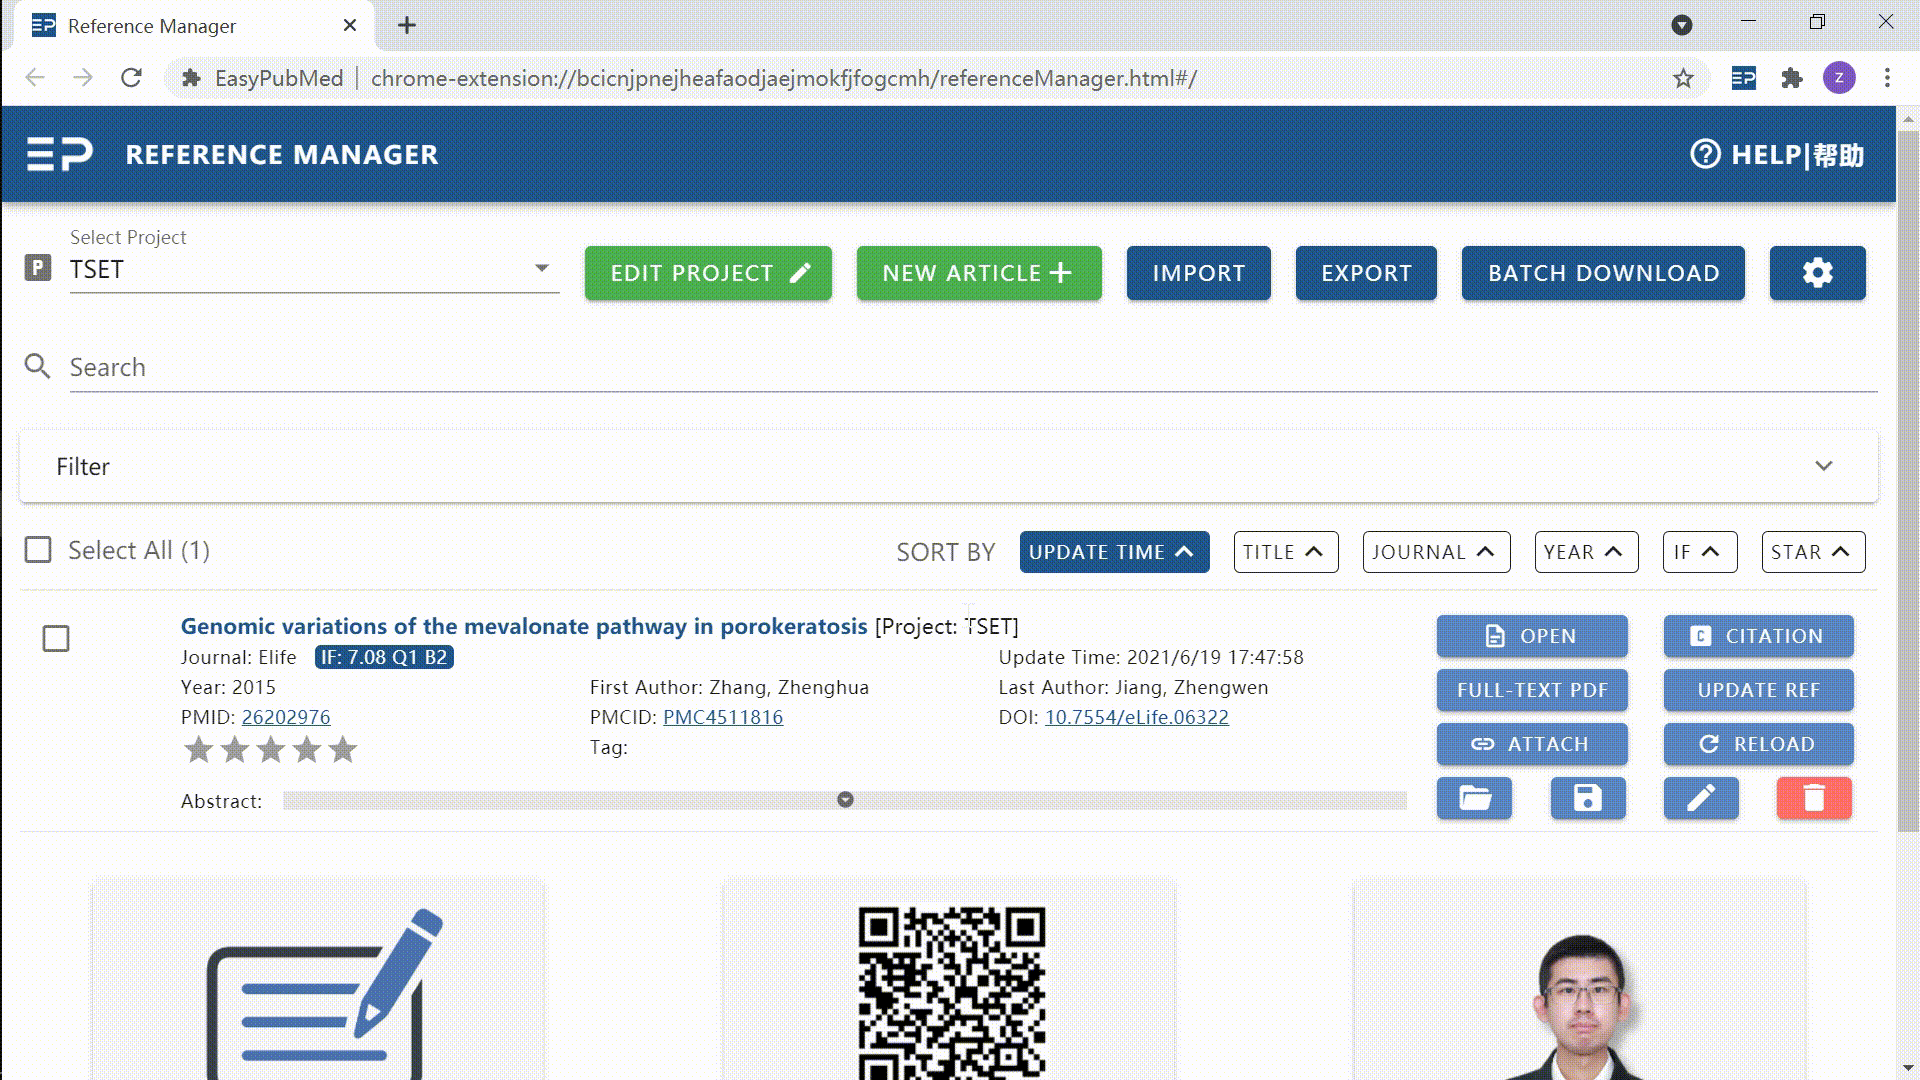 EP Reference Manager
EasyPubMed | chrome-extension://bcicnjpnejheafaodjaejmokfjfogcmh/referenceManager.html#/
EP
Z
EP REFERENCE MANAGER
HELP|帮助
Select Project
P TSET
EDIT PROJECT
NEW ARTICLE
IMPORT
EXPORT
BATCH DOWNLOAD
Search
Filter
Select All (1)
SORT BY
UPDATE TIME
TITLE
JOURNAL
YEAR
IF
STAR
Genomic variations of the mevalonate pathway in porokeratosis [Project: TSET]
Journal: Elife IF: 7.08 Q1 B2
Update Time: 2021/6/19 17:47:58
Year: 2015
First Author: Zhang, Zhenghua
Last Author: Jiang, Zhengwen
PMID: 26202976
PMCID: PMC4511816
DOI: 10.7554/eLife.06322
Tag:
Abstract:
OPEN
C CITATION
FULL-TEXT PDF
UPDATE REF
ATTACH
RELOAD